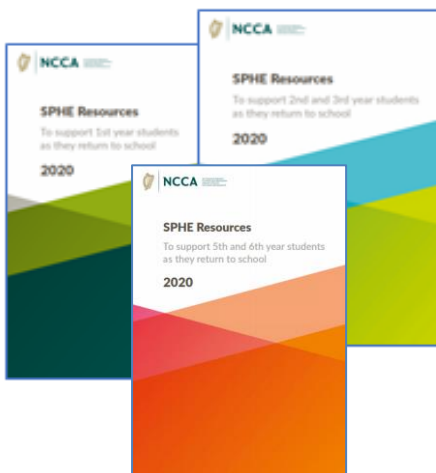 NCCA
SPHE Resources
To support 1st year students
as they return to school
2020
NCCA
SPHE Resources
To support 2nd and 3rd year students
as they return to school
2020
NCCA
SPHE Resources
To support 5th and 6th year students
as they return to school
2020